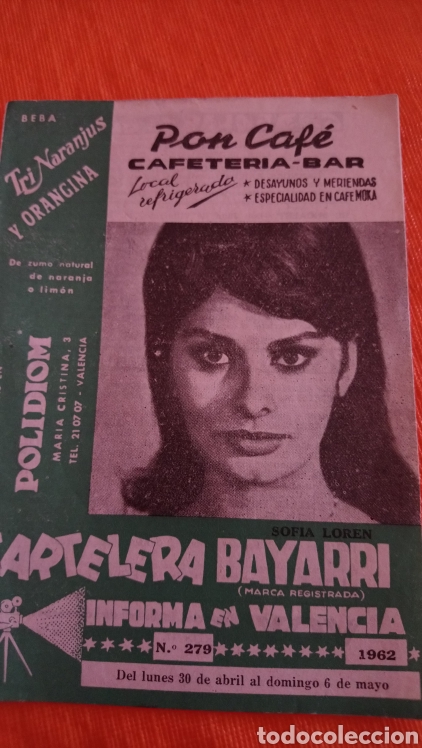 BEBA
Tri Naranjus
Y ORANGINA
De zumo natural
de naranja
o limón
POLIDIOM
MARIA CRISTINA, 3
TEL. 21 07 07 - VALENCIA
Pon Café
CAFETERIA-BAR
Local refrigerado
★ DESAYUNOS Y MERIENDAS
★ ESPECIALIDAD EN CAFE MOKA
SOFIA LOREN
CARTELERA BAYARRI
(MARCA REGISTRADA)
INFORMA EN VALENCIA
N.º 279
1962
Del lunes 30 de abril al domingo 6 de mayo
todocoleccion